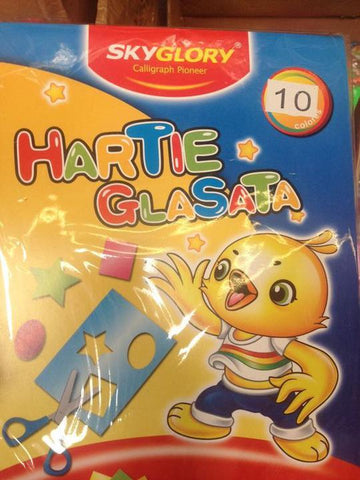 SKYGLORY
Calligraph Pioneer
10
colors
HARTIE
GLASATA